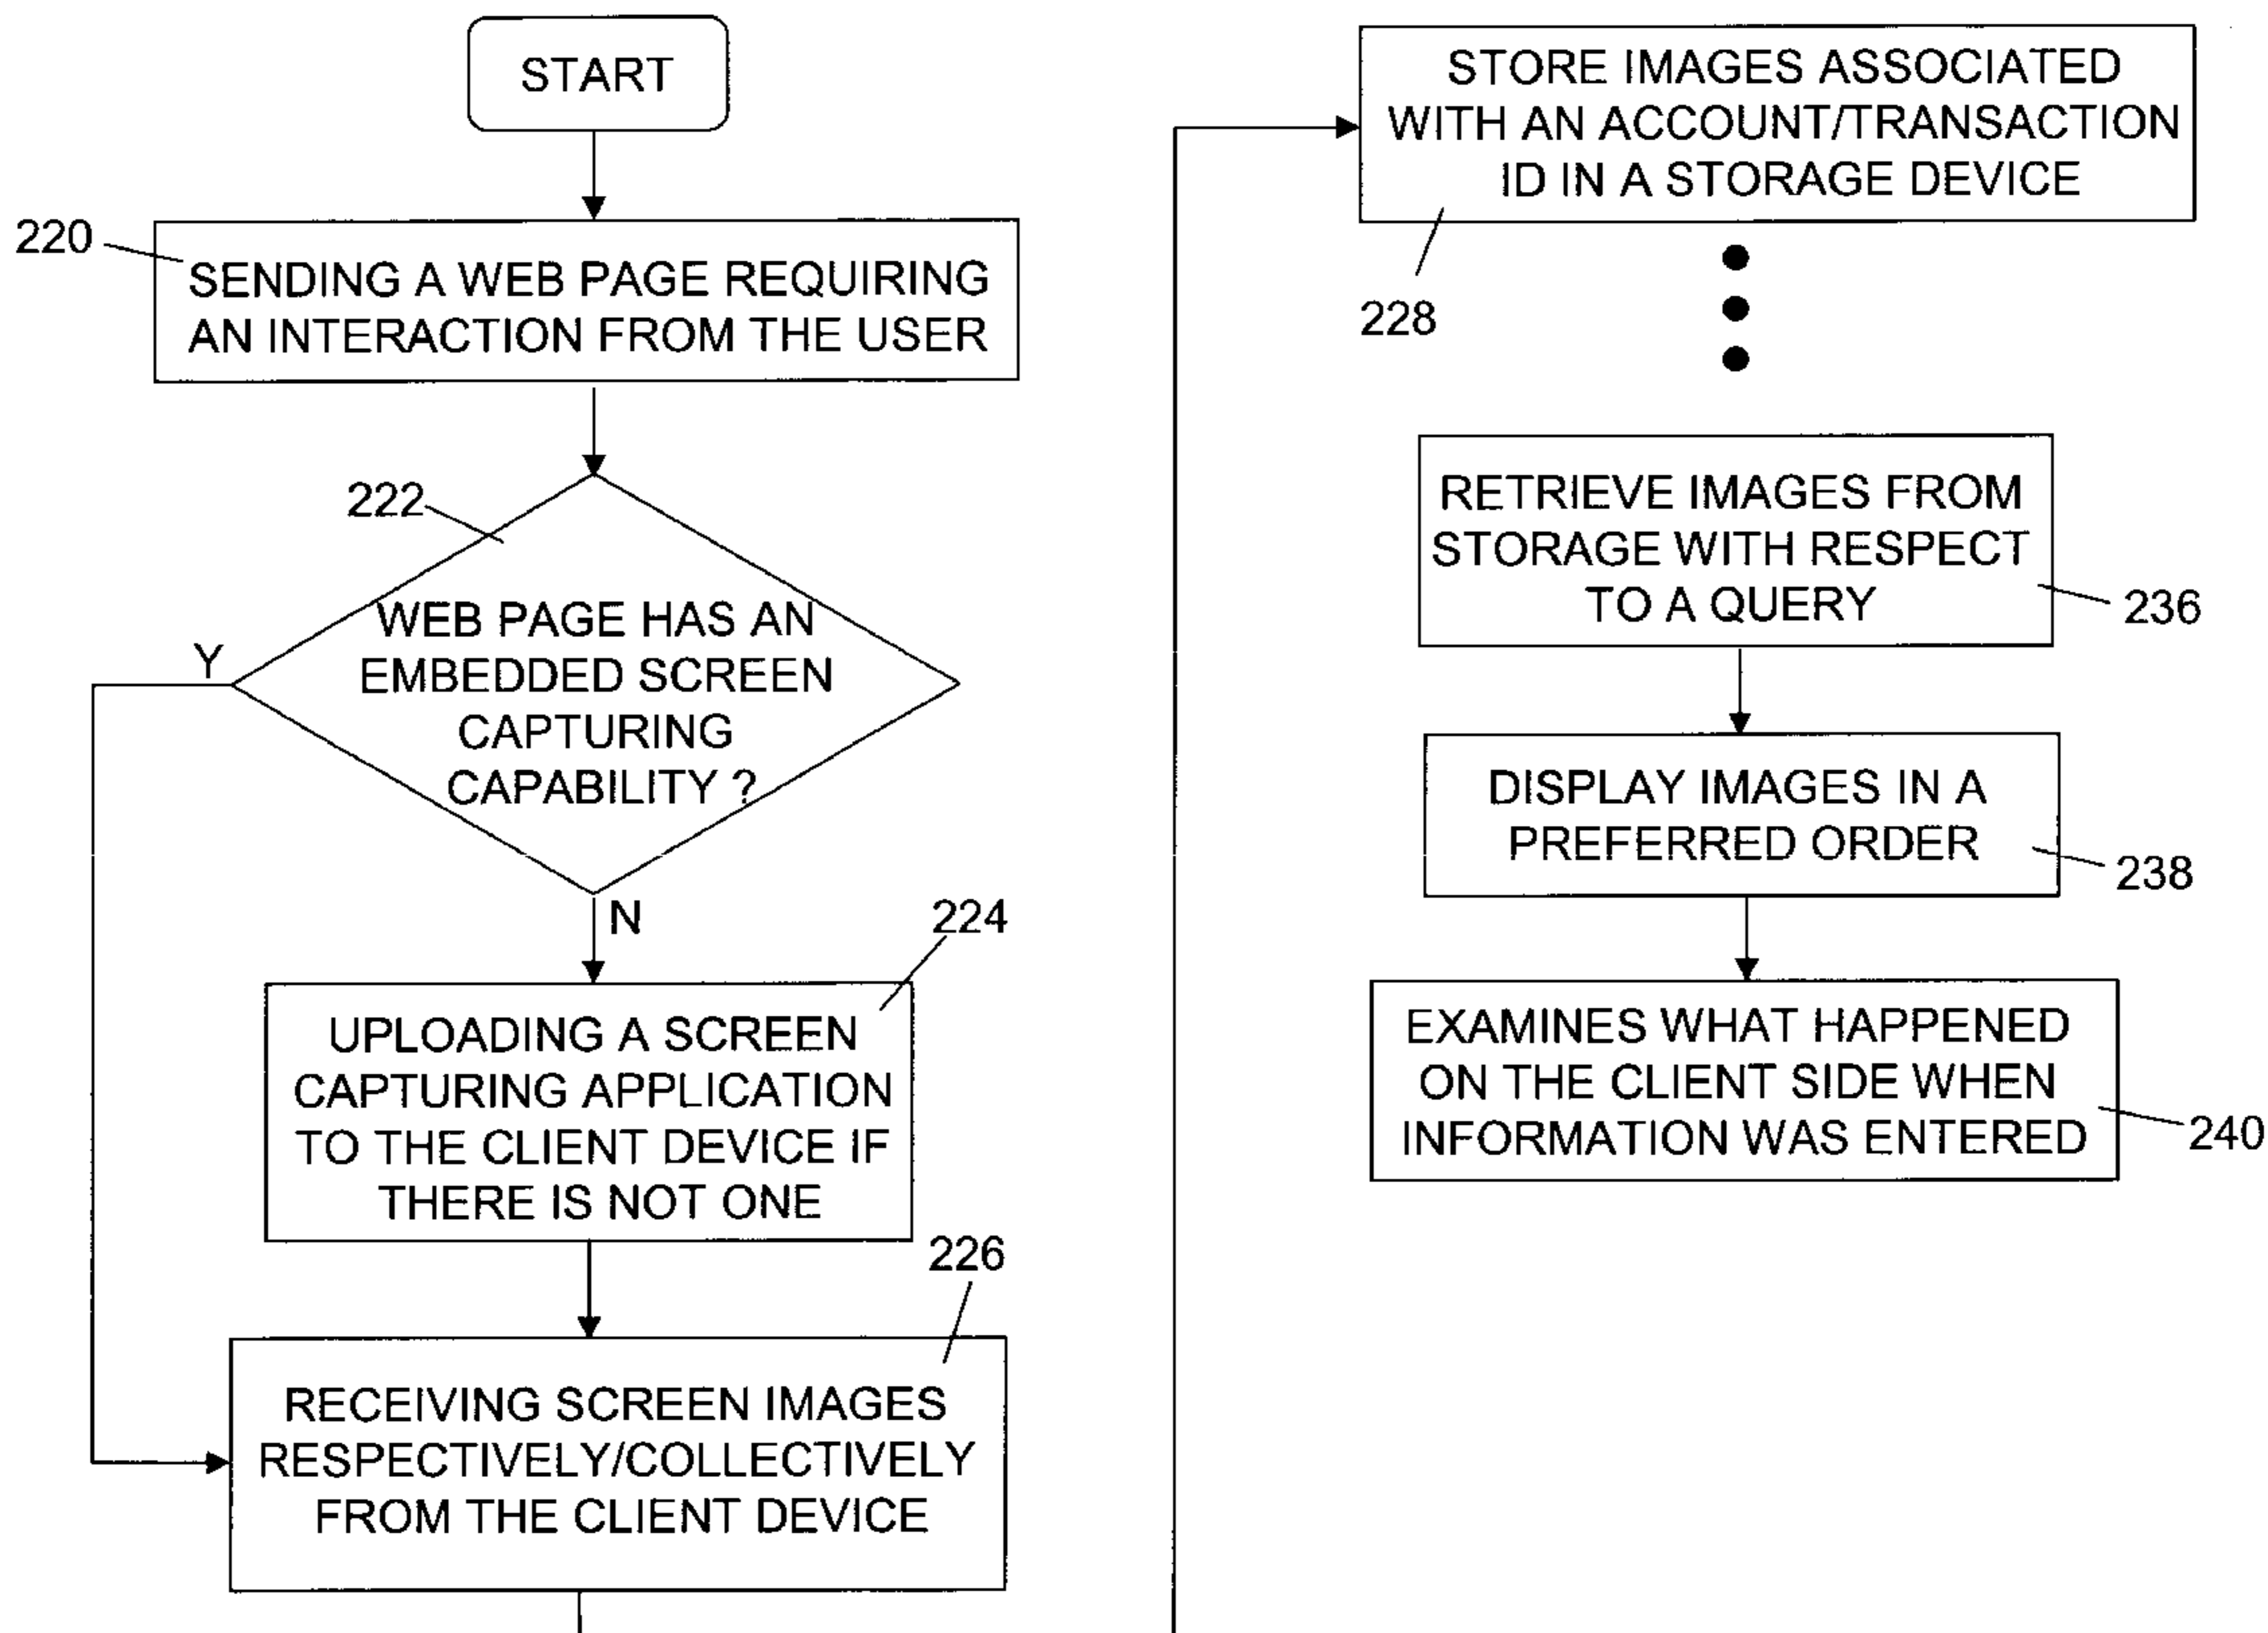 START
220
SENDING A WEB PAGE REQUIRING
AN INTERACTION FROM THE USER
222
WEB PAGE HAS AN
EMBEDDED SCREEN
CAPTURING
CAPABILITY ?
Y
N
224
UPLOADING A SCREEN
CAPTURING APPLICATION
TO THE CLIENT DEVICE IF
THERE IS NOT ONE
226
RECEIVING SCREEN IMAGES
RESPECTIVELY/COLLECTIVELY
FROM THE CLIENT DEVICE
STORE IMAGES ASSOCIATED
WITH AN ACCOUNT/TRANSACTION
ID IN A STORAGE DEVICE
228
RETRIEVE IMAGES FROM
STORAGE WITH RESPECT
TO A QUERY
236
DISPLAY IMAGES IN A
PREFERRED ORDER
238
EXAMINES WHAT HAPPENED
ON THE CLIENT SIDE WHEN
INFORMATION WAS ENTERED
240